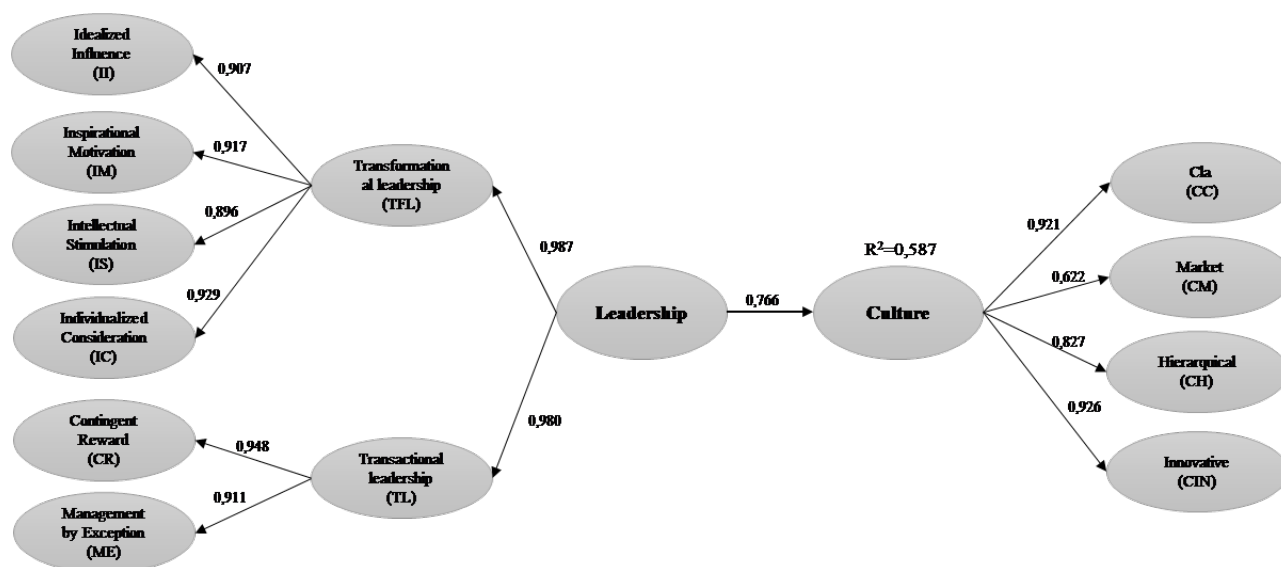 Idealized
Influence
(II)
0,907
Inspirational
Motivation
(IM)
0,917
Intellectual
Stimulation
(IS)
0,896
Individualized
Consideration
(IC)
0,929
Transformation
al leadership
(TFL)
0,987
Contingent
Reward
(CR)
0,948
Management
by Exception
(ME)
0,911
Transactional
leadership
(TL)
0,980
Leadership
0,766
R²=0,587
Culture
0,921
Cla
(CC)
0,622
Market
(CM)
0,827
Hierarquical
(CH)
0,926
Innovative
(CIN)